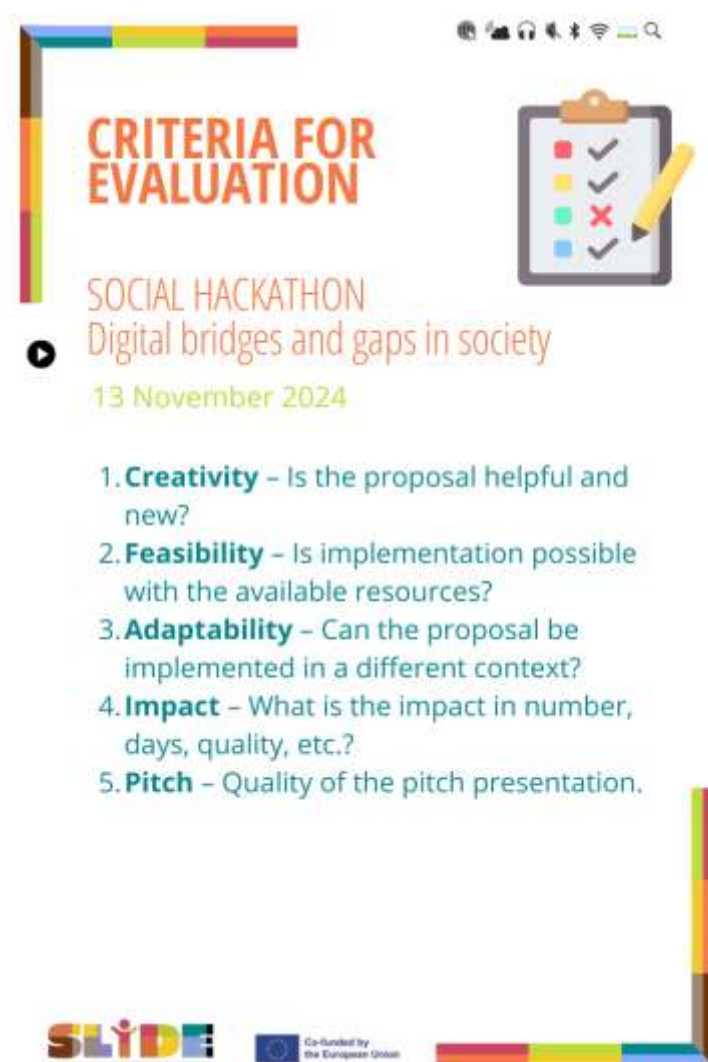 CRITERIA FOR
EVALUATION
SOCIAL HACKATHON
Digital bridges and gaps in society
13 November 2024
1. Creativity – Is the proposal helpful and
new?
2. Feasibility – Is implementation possible
with the available resources?
3. Adaptability – Can the proposal be
implemented in a different context?
4. Impact – What is the impact in number,
days, quality, etc.?
5. Pitch – Quality of the pitch presentation.
SLIDE
Co-funded by
the European Union